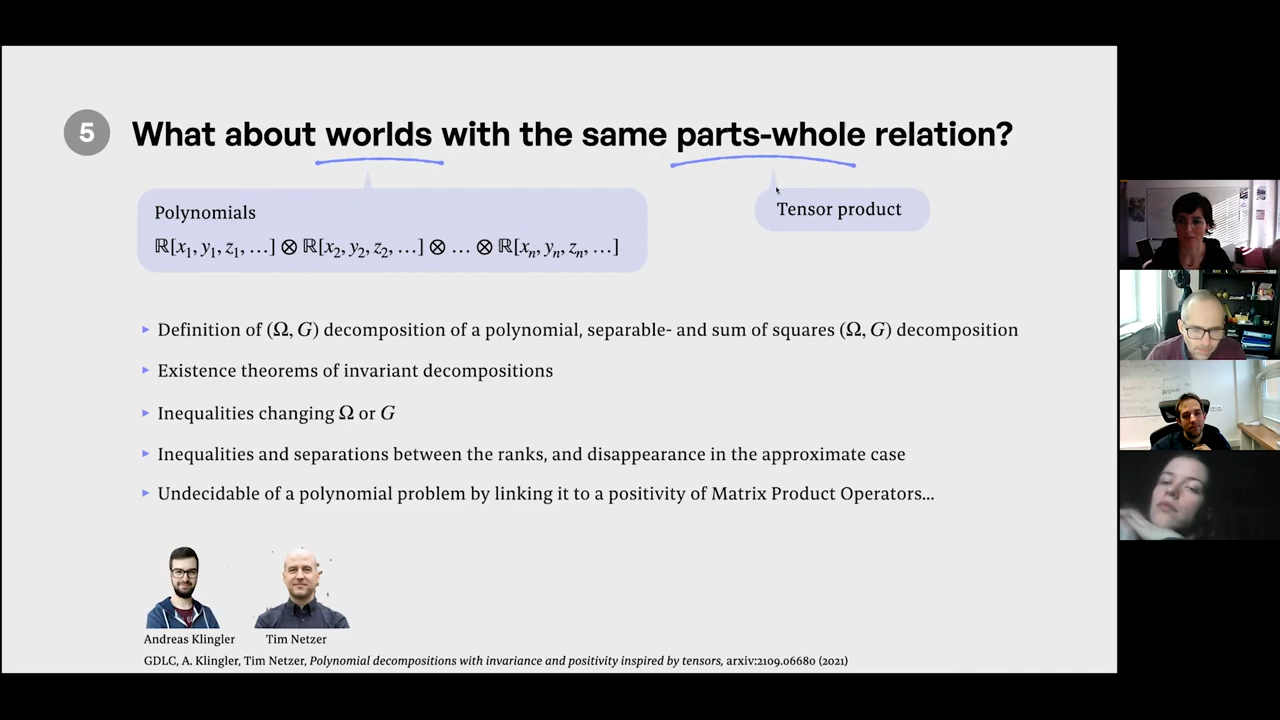 5 What about worlds with the same parts-whole relation?
Polynomials
ℝ[x₁, y₁, z₁, …] ⊗ ℝ[x₂, y₂, z₂, …] ⊗ … ⊗ ℝ[xₙ, yₙ, zₙ, …]
Tensor product
▸ Definition of (Ω, G) decomposition of a polynomial, separable- and sum of squares (Ω, G) decomposition
▸ Existence theorems of invariant decompositions
▸ Inequalities changing Ω or G
▸ Inequalities and separations between the ranks, and disappearance in the approximate case
▸ Undecidable of a polynomial problem by linking it to a positivity of Matrix Product Operators…
Andreas Klingler Tim Netzer
GDLC, A. Klingler, Tim Netzer, Polynomial decompositions with invariance and positivity inspired by tensors, arxiv:2109.06680 (2021)